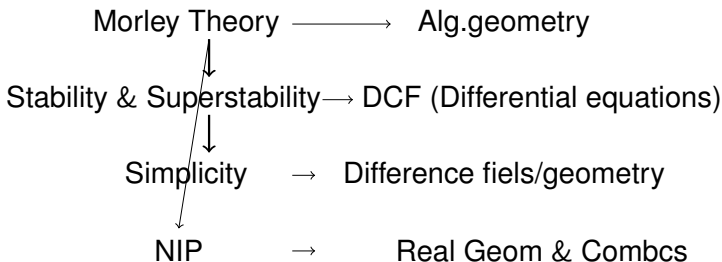 Morley Theory → Alg.geometry
Stability & Superstability → DCF (Differential equations)
Simplicity → Difference fiels/geometry
NIP → Real Geom & Combcs